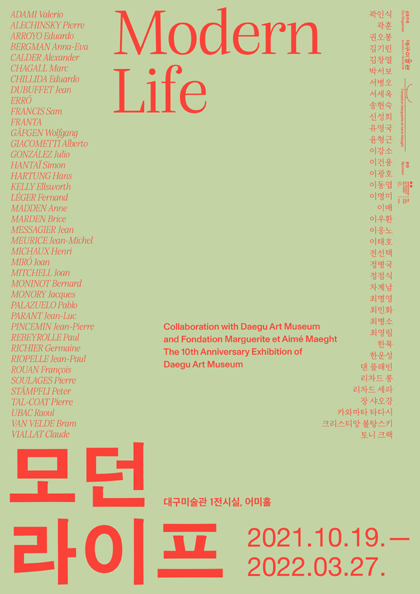 Modern
Life
ADAMI Valerio
ALECHINSKY Pierre
ARROYO Eduardo
BERGMAN Anna-Eva
CALDER Alexander
CHAGALL Marc
CHILLIDA Eduardo
DUBUFFET Jean
ERRÓ
FRANCIS Sam
FRANTA
GÄFGEN Wolfgang
GIACOMETTI Alberto
GONZÁLEZ Julio
HANTAÏ Simon
HARTUNG Hans
KELLY Ellsworth
LÉGER Fernand
MADDEN Anne
MARDEN Brice
MESSAGIER Jean
MEURICE Jean-Michel
MICHAUX Henri
MIRÓ Joan
MITCHELL Joan
MONINOT Bernard
MONORY Jacques
PALAZUELO Pablo
PARANT Jean-Luc
PINCEMIN Jean-Pierre
REBEYROLLE Paul
RICHIER Germaine
RIOPELLE Jean-Paul
ROUAN François
SOULAGES Pierre
STÄMPFLI Peter
TAL-COAT Pierre
UBAC Raoul
VAN VELDE Bram
VIALLAT Claude
곽인식
곽훈
권오봉
김기린
김창열
박서보
서병오
서세옥
송현숙
신성희
유영국
윤형근
이강소
이건용
이광호
이동엽
이명미
이배
이우환
이응노
이태호
전선택
정병국
정점식
차계남
최명영
최민화
최병소
최영림
한묵
한운성
댄 플래빈
리차드 롱
리차드 세라
장 샤오강
카와마타 타다시
크리스티앙 볼탕스키
토니 크랙
Collaboration with Daegu Art Museum
and Fondation Marguerite et Aimé Maeght
The 10th Anniversary Exhibition of
Daegu Art Museum
모던
라이프
대구미술관 1전시실, 어미홀
2021.10.19.—
2022.03.27.